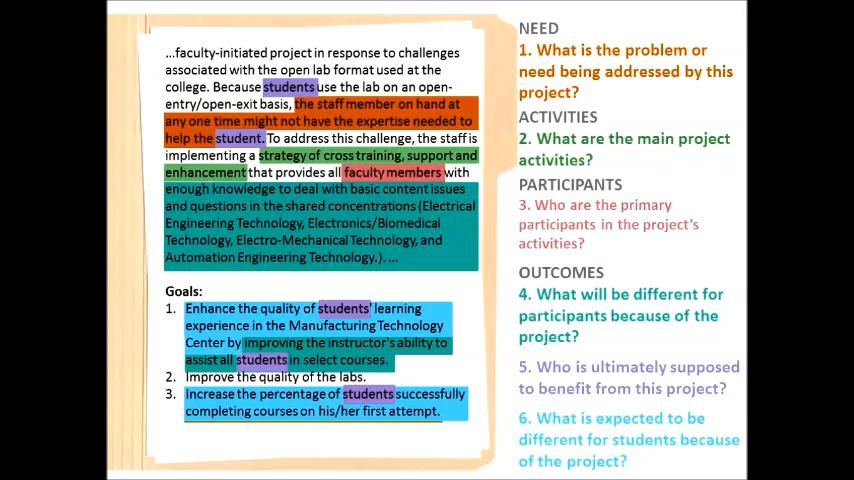 ...faculty-initiated project in response to challenges
associated with the open lab format used at the
college. Because students use the lab on an open-
entry/open-exit basis, the staff member on hand at
any one time might not have the expertise needed to
help the student. To address this challenge, the staff is
implementing a strategy of cross training, support and
enhancement that provides all faculty members with
enough knowledge to deal with basic content issues
and questions in the shared concentrations (Electrical
Engineering Technology, Electronics/Biomedical
Technology, Electro-Mechanical Technology, and
Automation Engineering Technology.). ...
Goals:
1. Enhance the quality of students' learning
experience in the Manufacturing Technology
Center by improving the instructor's ability to
assist all students in select courses.
2. Improve the quality of the labs.
3. Increase the percentage of students successfully
completing courses on his/her first attempt.
NEED
1. What is the problem or
need being addressed by this
project?
ACTIVITIES
2. What are the main project
activities?
PARTICIPANTS
3. Who are the primary
participants in the project's
activities?
OUTCOMES
4. What will be different for
participants because of the
project?
5. Who is ultimately supposed
to benefit from this project?
6. What is expected to be
different for students because
of the project?